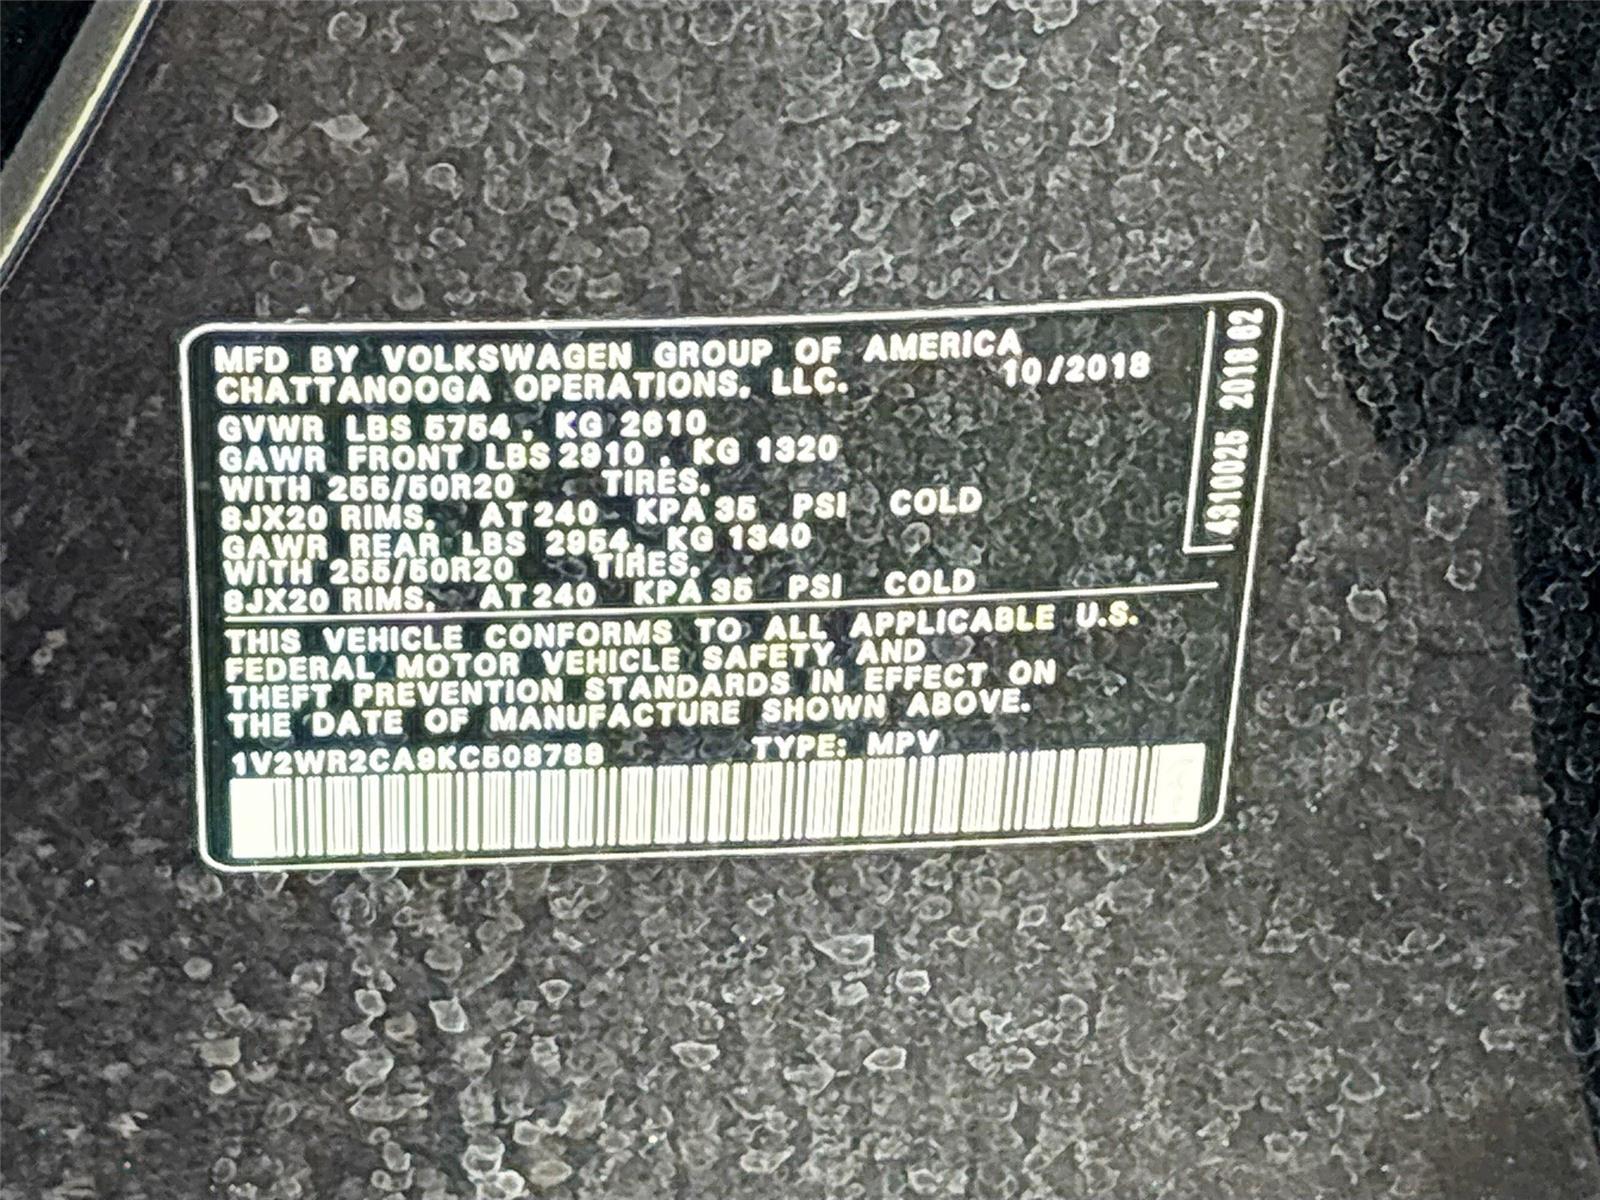 MFD BY VOLKSWAGEN GROUP OF AMERICA
CHATTANOOGA OPERATIONS, LLC. 10/2018
GVWR LBS 5754 , KG 2610
GAWR FRONT LBS 2910 , KG 1320
WITH 255/50R20 TIRES,
8JX20 RIMS, AT 240 KPA 35 PSI COLD
GAWR REAR LBS 2954, KG 1340
WITH 255/50R20 TIRES,
8JX20 RIMS, AT 240 KPA 35 PSI COLD
THIS VEHICLE CONFORMS TO ALL APPLICABLE U.S.
FEDERAL MOTOR VEHICLE SAFETY AND
THEFT PREVENTION STANDARDS IN EFFECT ON
THE DATE OF MANUFACTURE SHOWN ABOVE.
1V2WR2CA9KC508788 TYPE: MPV
4310025 2018 02